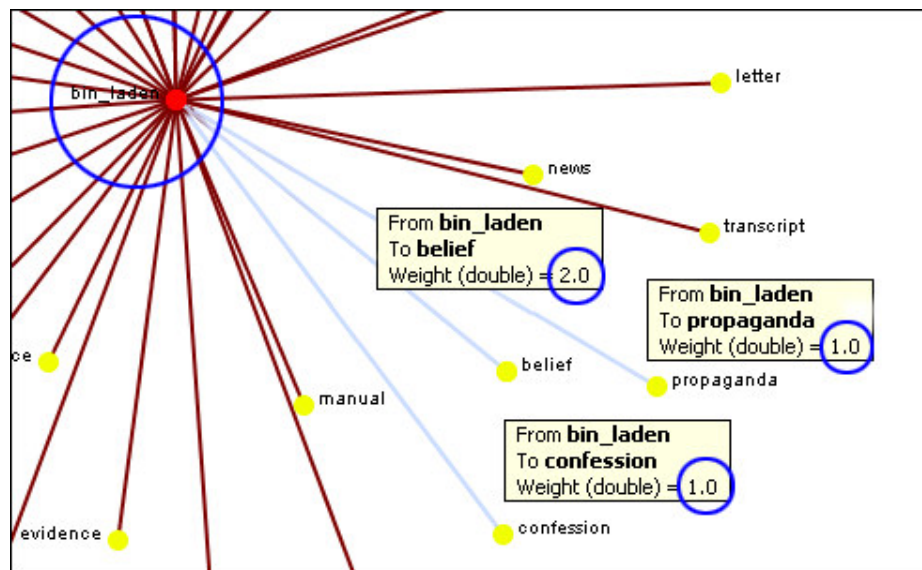 bin_laden
letter
news
transcript
From bin_laden
To belief
Weight (double) = 2.0
From bin_laden
To propaganda
Weight (double) = 1.0
belief
propaganda
ce
manual
From bin_laden
To confession
Weight (double) = 1.0
evidence
confession